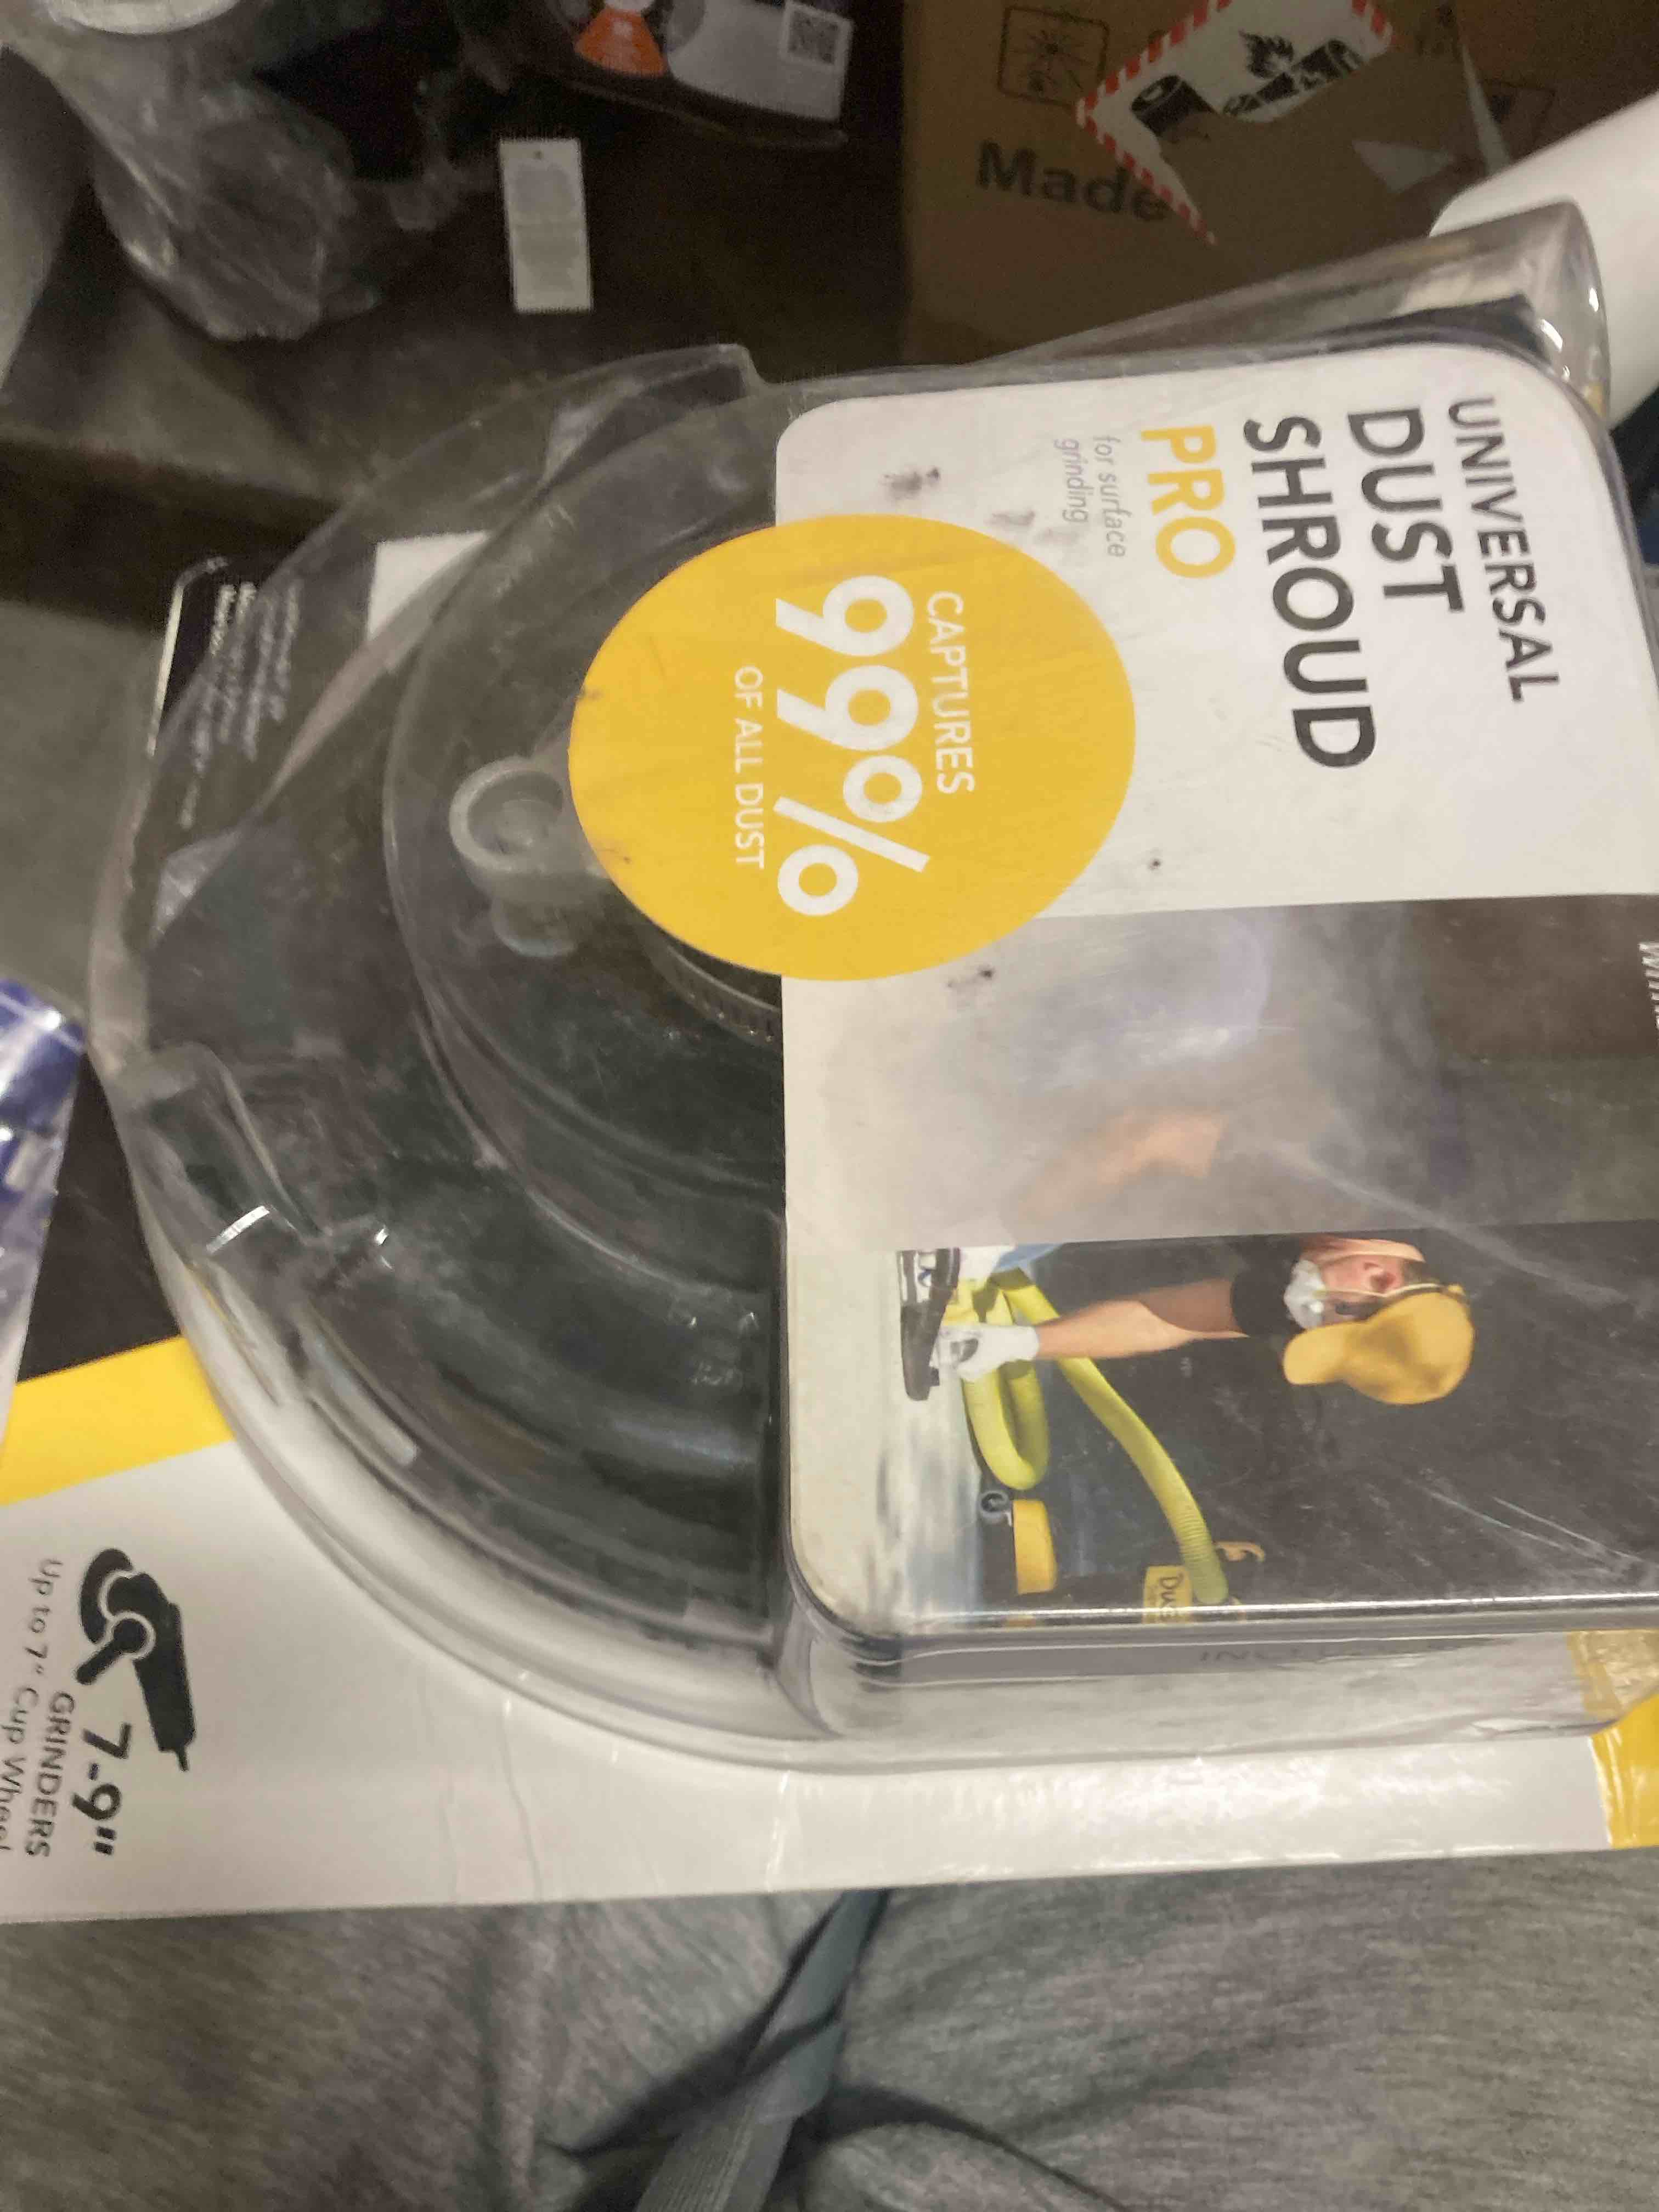 UNIVERSAL
DUST
SHROUD
PRO
for surface
grinding
CAPTURES
99%
OF ALL DUST
7-9"
GRINDERS
Up to 7" Cup Wheel
Made